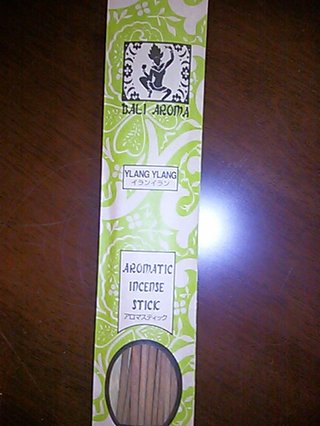 BALI AROMA
YLANG YLANG
イランイラン
AROMATIC
INCENSE
STICK
アロマスティック